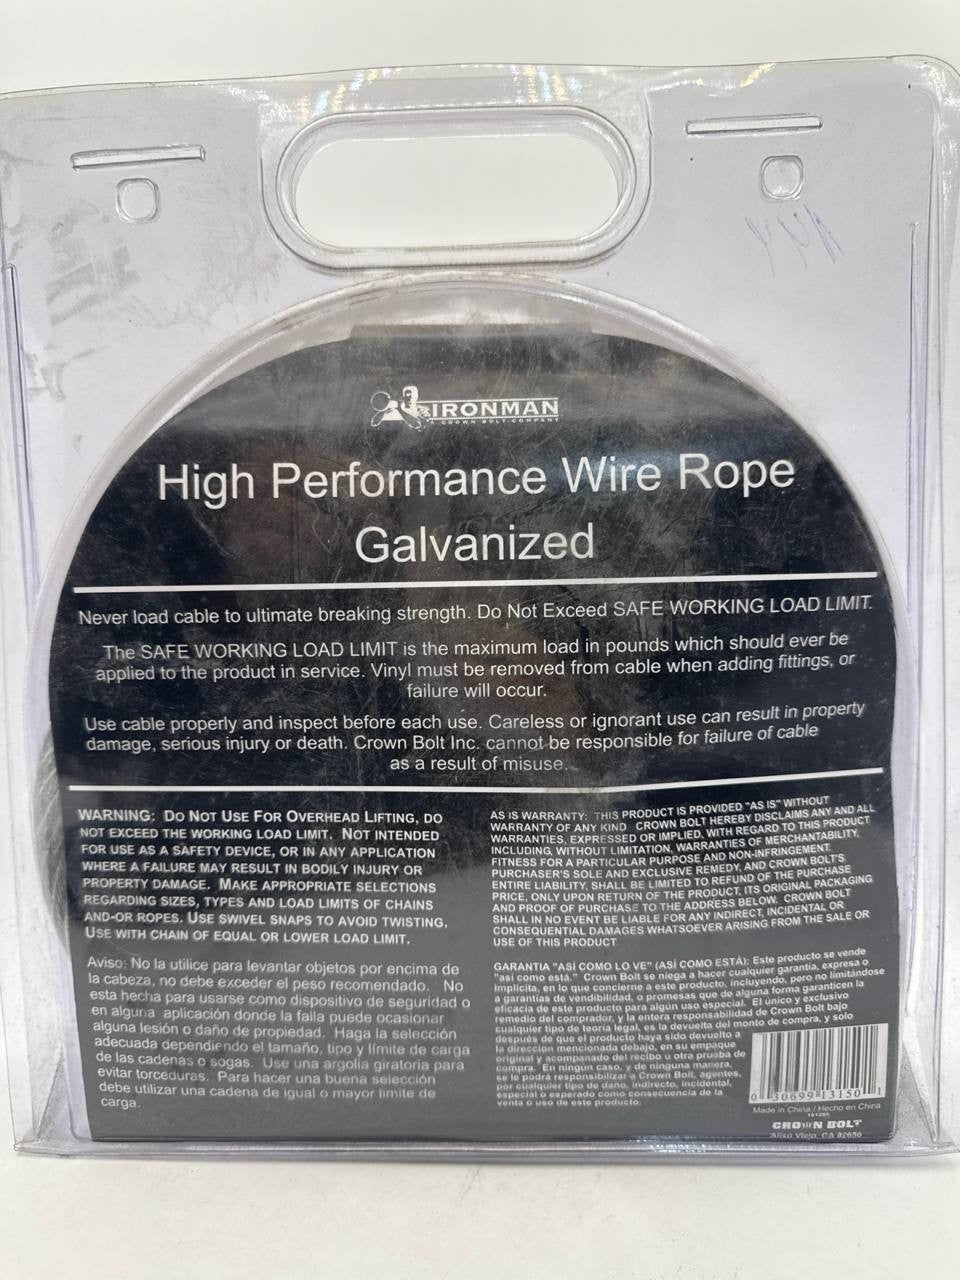 IRONMAN
A CROWN BOLT COMPANY
High Performance Wire Rope
Galvanized
Never load cable to ultimate breaking strength. Do Not Exceed SAFE WORKING LOAD LIMIT.
The SAFE WORKING LOAD LIMIT is the maximum load in pounds which should ever be
applied to the product in service. Vinyl must be removed from cable when adding fittings, or
failure will occur.
Use cable properly and inspect before each use. Careless or ignorant use can result in property
damage, serious injury or death. Crown Bolt Inc. cannot be responsible for failure of cable
as a result of misuse.
WARNING: DO NOT USE FOR OVERHEAD LIFTING, DO
NOT EXCEED THE WORKING LOAD LIMIT. NOT INTENDED
FOR USE AS A SAFETY DEVICE, OR IN ANY APPLICATION
WHERE A FAILURE MAY RESULT IN BODILY INJURY OR
PROPERTY DAMAGE. MAKE APPROPRIATE SELECTIONS
REGARDING SIZES, TYPES AND LOAD LIMITS OF CHAINS
AND-OR ROPES. USE SWIVEL SNAPS TO AVOID TWISTING.
USE WITH CHAIN OF EQUAL OR LOWER LOAD LIMIT.
Aviso: No la utilice para levantar objetos por encima de
la cabeza, no debe exceder el peso recomendado. No
esta hecha para usarse como dispositivo de seguridad o
en alguna aplicación donde la falla puede ocasionar
alguna lesión o daño de propiedad. Haga la selección
adecuada dependiendo el tamaño, tipo y límite de carga
de las cadenas o sogas. Use una argolla giratoria para
evitar torceduras. Para hacer una buena selección
debe utilizar una cadena de igual o mayor limite de
carga.
AS IS WARRANTY: THIS PRODUCT IS PROVIDED "AS IS" WITHOUT
WARRANTY OF ANY KIND CROWN BOLT HEREBY DISCLAIMS ANY AND ALL
WARRANTIES, EXPRESSED OR IMPLIED, WITH REGARD TO THIS PRODUCT
INCLUDING, WITHOUT LIMITATION, WARRANTIES OF MERCHANTABILITY,
FITNESS FOR A PARTICULAR PURPOSE AND NON-INFRINGEMENT.
PURCHASER'S SOLE AND EXCLUSIVE REMEDY, AND CROWN BOLT'S
ENTIRE LIABILITY, SHALL BE LIMITED TO REFUND OF THE PURCHASE
PRICE, ONLY UPON RETURN OF THE PRODUCT, ITS ORIGINAL PACKAGING
AND PROOF OF PURCHASE TO THE ADDRESS BELOW. CROWN BOLT
SHALL IN NO EVENT BE LIABLE FOR ANY INDIRECT, INCIDENTAL OR
CONSEQUENTIAL DAMAGES WHATSOEVER ARISING FROM THE SALE OR
USE OF THIS PRODUCT
GARANTIA "ASÍ COMO LO VE" (ASÍ COMO ESTÁ): Este producto se vende
"así como está." Crown Bolt se niega a hacer cualquier garantía, expresa o
implícita, en lo que concierne a este producto, incluyendo, pero no limitándose
a garantías de vendibilidad, o promesas que de alguna forma garanticen la
eficacia de este producto para algún uso especial. El único y exclusivo
remedio del comprador, y la entera responsabilidad de Crown Bolt bajo
cualquier tipo de teoría legal, es la devuelta del monto de compra, y solo
después de que el producto haya sido devuelto a
la dirección mencionada debajo, en su empaque
original y acompanado del recibo u otra prueba de
compra. En ningún caso, y de ninguna manera,
se le podrá responsabilizar a Crown Bolt, agentes,
por cualquier tipo de daño, indirecto, incidental,
especial o esperado como consecuencia de la
venta o uso de este producto.
0 30699 13150 1
Made in China / Hecho en China
CROWN BOLT
Aliso Viejo, CA 92656